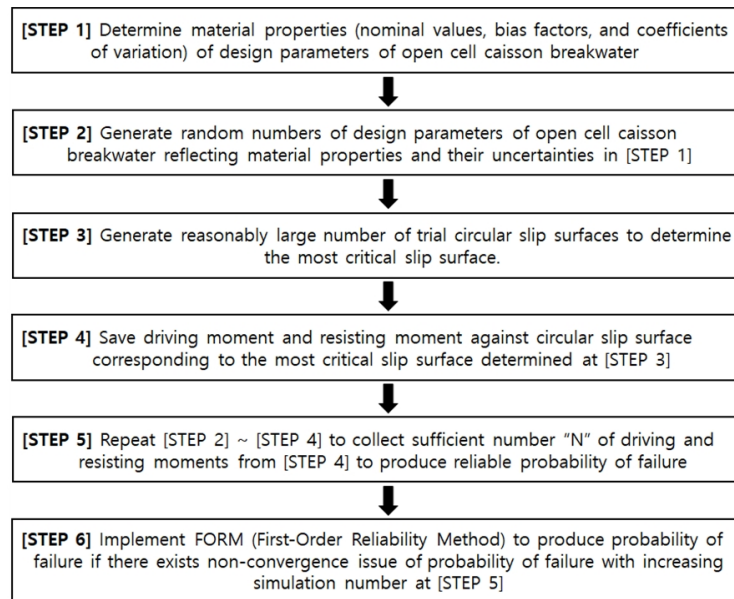 [STEP 1] Determine material properties (nominal values, bias factors, and coefficients
of variation) of design parameters of open cell caisson breakwater
[STEP 2] Generate random numbers of design parameters of open cell caisson
breakwater reflecting material properties and their uncertainties in [STEP 1]
[STEP 3] Generate reasonably large number of trial circular slip surfaces to determine
the most critical slip surface.
[STEP 4] Save driving moment and resisting moment against circular slip surface
corresponding to the most critical slip surface determined at [STEP 3]
[STEP 5] Repeat [STEP 2] ~ [STEP 4] to collect sufficient number "N" of driving and
resisting moments from [STEP 4] to produce reliable probability of failure
[STEP 6] Implement FORM (First-Order Reliability Method) to produce probability of
failure if there exists non-convergence issue of probability of failure with increasing
simulation number at [STEP 5]